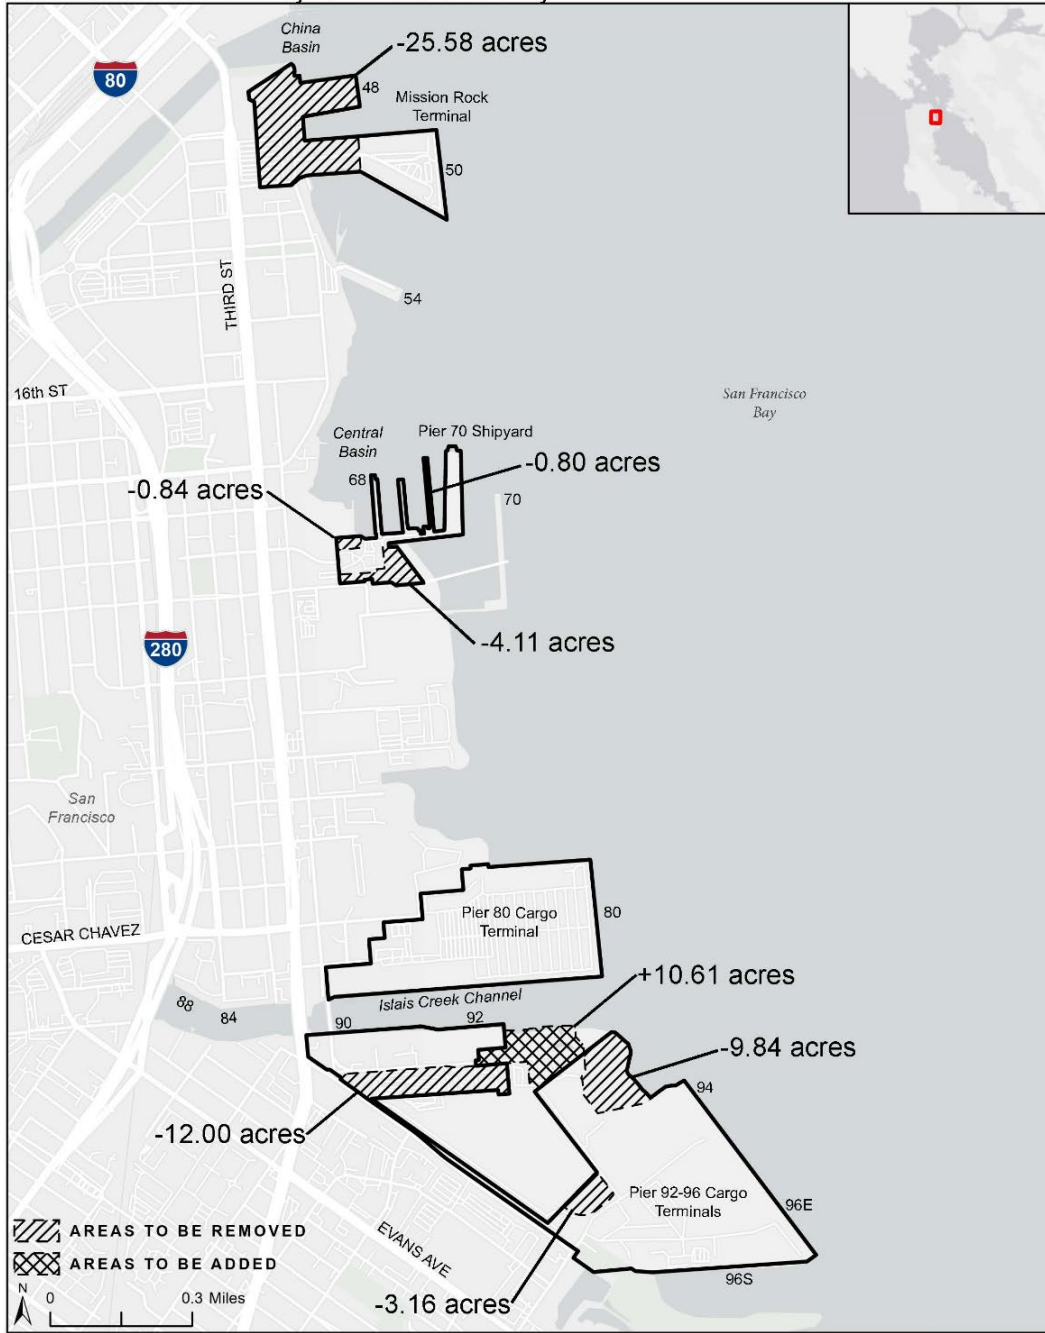 China
Basin
-25.58 acres
80
48
Mission Rock
Terminal
50
THIRD ST
54
16th ST
San Francisco
Bay
Central
Basin
Pier 70 Shipyard
-0.80 acres
68
-0.84 acres
70
280
-4.11 acres
San
Francisco
Pier 80 Cargo
Terminal
80
CESAR CHAVEZ
+10.61 acres
Islais Creek Channel
88
84
90
92
-9.84 acres
94
-12.00 acres
Pier 92-96 Cargo
Terminals
96E
AREAS TO BE REMOVED
EVANS AVE
AREAS TO BE ADDED
96S
N
0
0.3 Miles
-3.16 acres